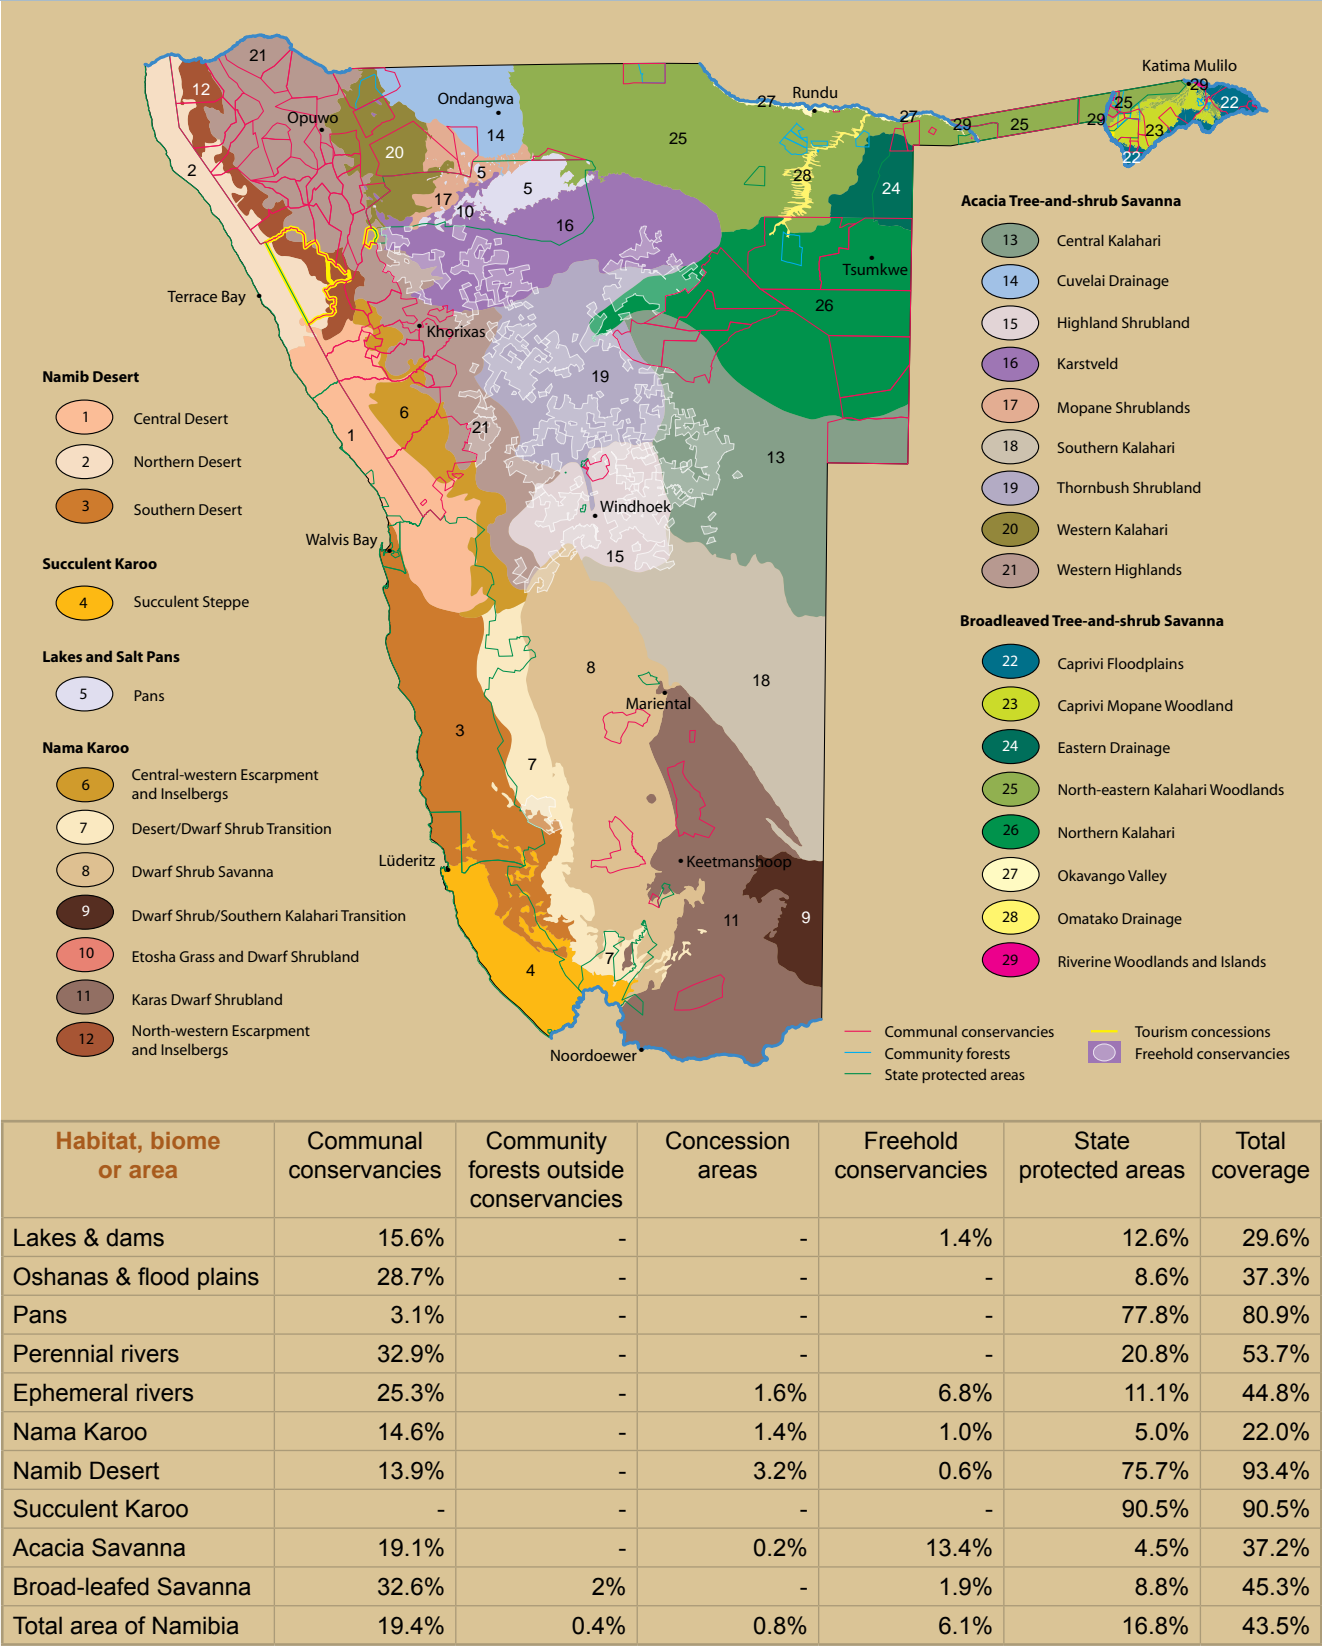 21
12
Opuwo
2
Ondangwa
14
20
5
17
10
5
16
25
27
Rundu
28
24
27
29
25
29
Katima Mulilo
29
25
22
23
22
Terrace Bay
Khorixas
Tsumkwe
26
19
6
1
21
13
Windhoek
15
Walvis Bay
8
18
Mariental
3
7
Lüderitz
Keetmanshoop
11
9
4
7
Noordoewer
Namib Desert
1 Central Desert
2 Northern Desert
3 Southern Desert
Succulent Karoo
4 Succulent Steppe
Lakes and Salt Pans
5 Pans
Nama Karoo
6 Central-western Escarpment
and Inselbergs
7 Desert/Dwarf Shrub Transition
8 Dwarf Shrub Savanna
9 Dwarf Shrub/Southern Kalahari Transition
10 Etosha Grass and Dwarf Shrubland
11 Karas Dwarf Shrubland
12 North-western Escarpment
and Inselbergs
Acacia Tree-and-shrub Savanna
13 Central Kalahari
14 Cuvelai Drainage
15 Highland Shrubland
16 Karstveld
17 Mopane Shrublands
18 Southern Kalahari
19 Thornbush Shrubland
20 Western Kalahari
21 Western Highlands
Broadleaved Tree-and-shrub Savanna
22 Caprivi Floodplains
23 Caprivi Mopane Woodland
24 Eastern Drainage
25 North-eastern Kalahari Woodlands
26 Northern Kalahari
27 Okavango Valley
28 Omatako Drainage
29 Riverine Woodlands and Islands
Communal conservancies
Community forests
State protected areas
Tourism concessions
Freehold conservancies
Habitat, biome or area Communal conservancies Community forests outside conservancies Concession areas Freehold conservancies State protected areas Total coverage
Lakes & dams 15.6% - - 1.4% 12.6% 29.6%
Oshanas & flood plains 28.7% - - - 8.6% 37.3%
Pans 3.1% - - - 77.8% 80.9%
Perennial rivers 32.9% - - - 20.8% 53.7%
Ephemeral rivers 25.3% - 1.6% 6.8% 11.1% 44.8%
Nama Karoo 14.6% - 1.4% 1.0% 5.0% 22.0%
Namib Desert 13.9% - 3.2% 0.6% 75.7% 93.4%
Succulent Karoo - - - - 90.5% 90.5%
Acacia Savanna 19.1% - 0.2% 13.4% 4.5% 37.2%
Broad-leafed Savanna 32.6% 2% - 1.9% 8.8% 45.3%
Total area of Namibia 19.4% 0.4% 0.8% 6.1% 16.8% 43.5%